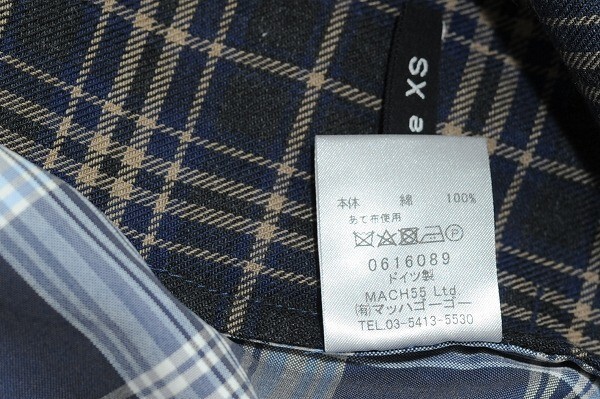 SX
本体 綿 100%
あて布使用
0616089
ドイツ製
MACH55 Ltd
(有)マッハゴーゴー
TEL.03-5413-5530